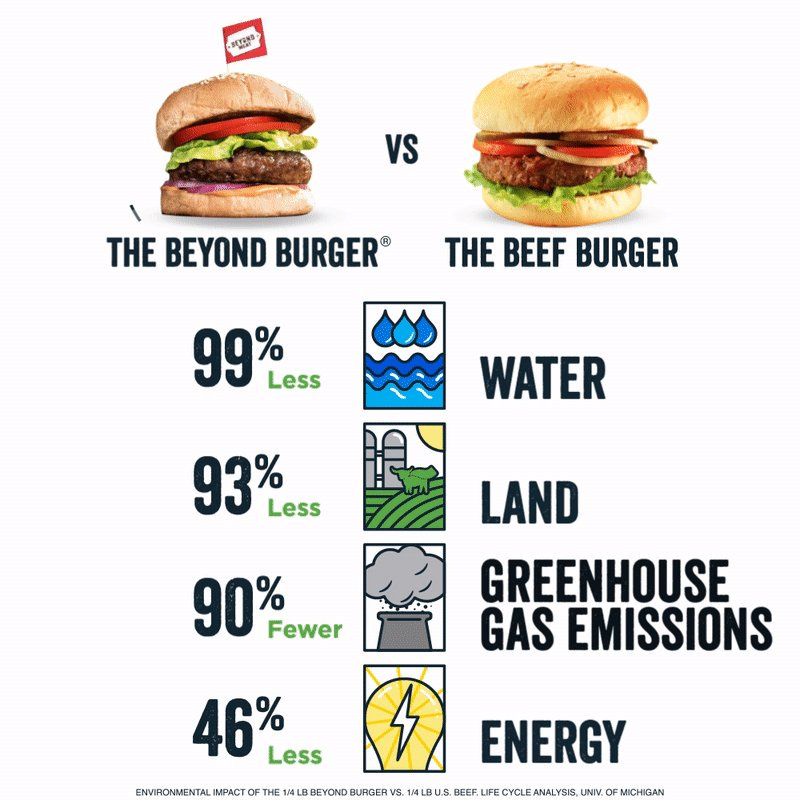 BEYOND
MEAT
VS
THE BEYOND BURGER®
THE BEEF BURGER
99%
Less
WATER
93%
Less
LAND
90%
Fewer
GREENHOUSE
GAS EMISSIONS
46%
Less
ENERGY
ENVIRONMENTAL IMPACT OF THE 1/4 LB BEYOND BURGER VS. 1/4 LB U.S. BEEF. LIFE CYCLE ANALYSIS, UNIV. OF MICHIGAN